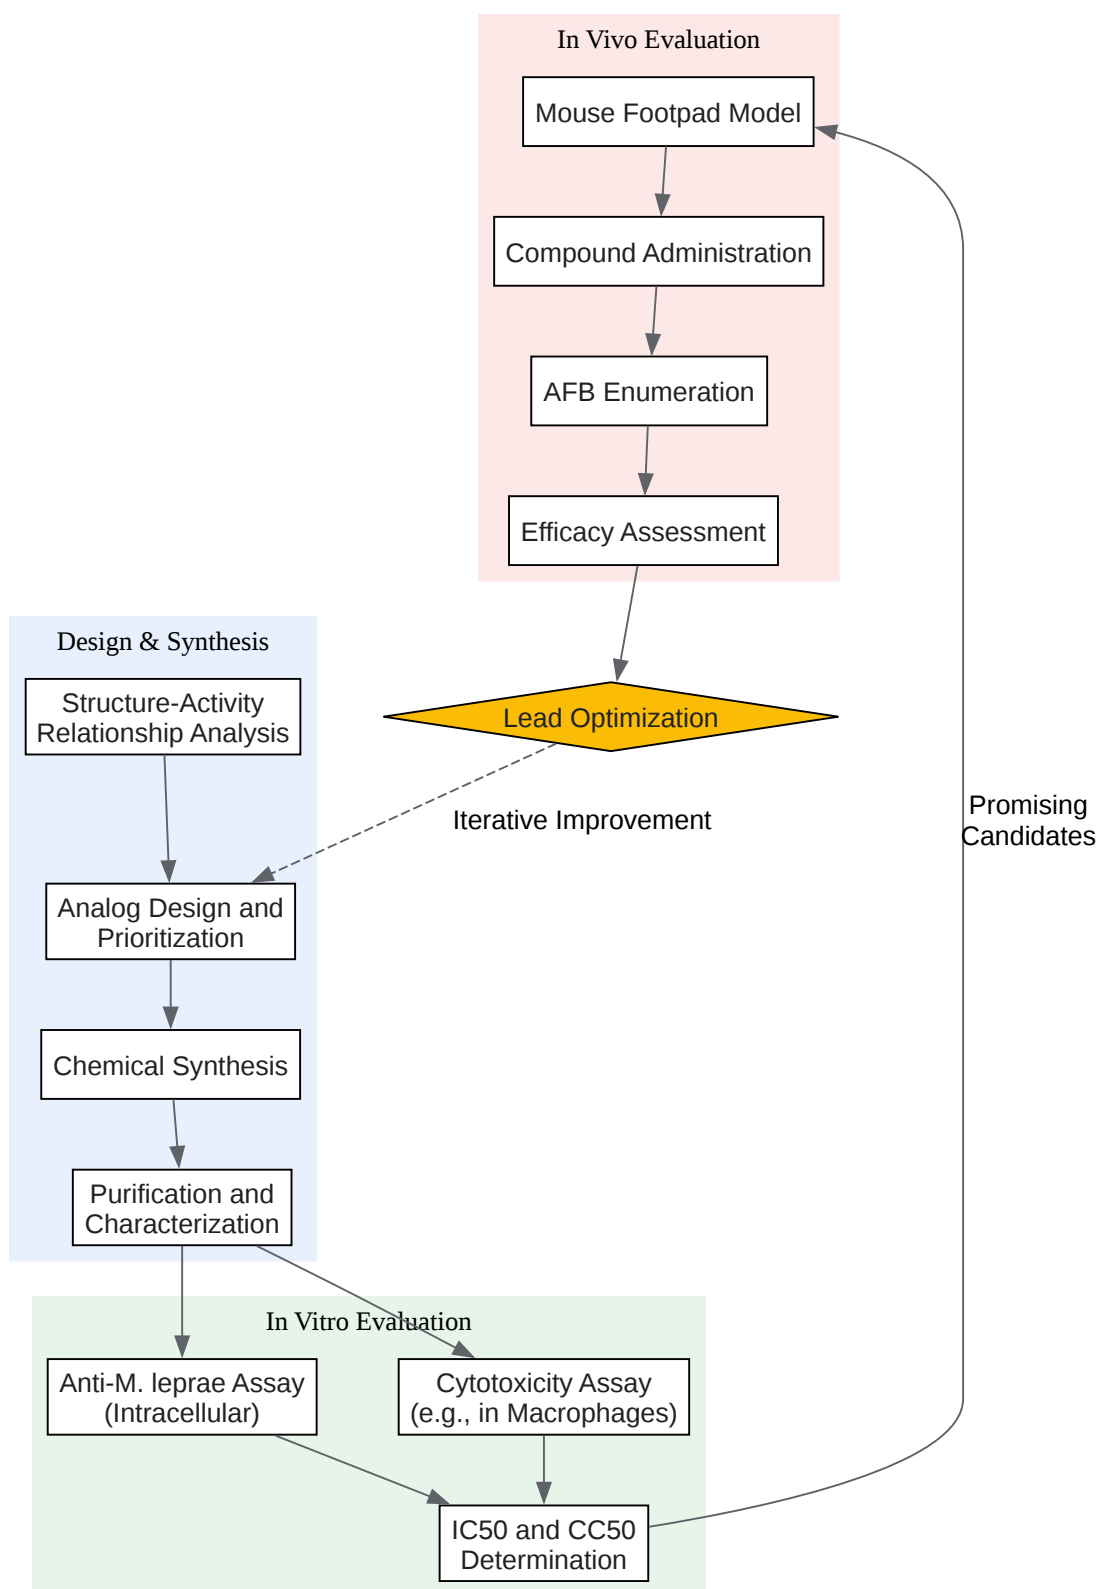 In Vivo Evaluation
Mouse Footpad Model
Compound Administration
AFB Enumeration
Efficacy Assessment
Design & Synthesis
Structure-Activity
Relationship Analysis
Lead Optimization
Iterative Improvement
Promising
Candidates
Analog Design and
Prioritization
Chemical Synthesis
Purification and
Characterization
In Vitro Evaluation
Anti-M. leprae Assay
(Intracellular)
Cytotoxicity Assay
(e.g., in Macrophages)
IC50 and CC50
Determination